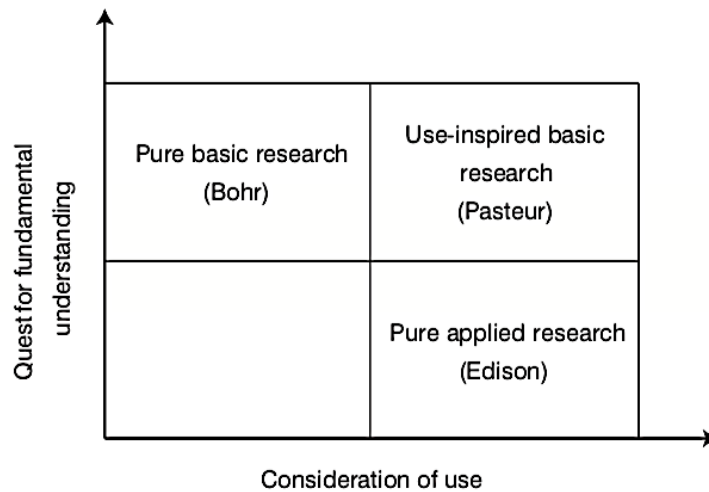 Quest for fundamental
understanding
Pure basic research
(Bohr)
Use-inspired basic
research
(Pasteur)
Pure applied research
(Edison)
Consideration of use